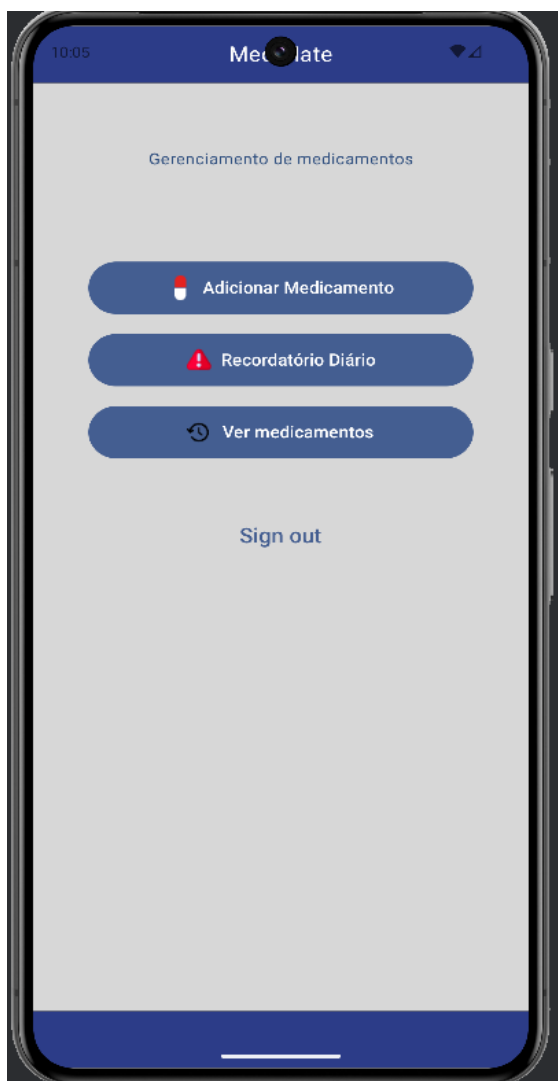 10:05
Gerenciamento de medicamentos
Adicionar Medicamento
Recordatório Diário
Ver medicamentos
Sign out